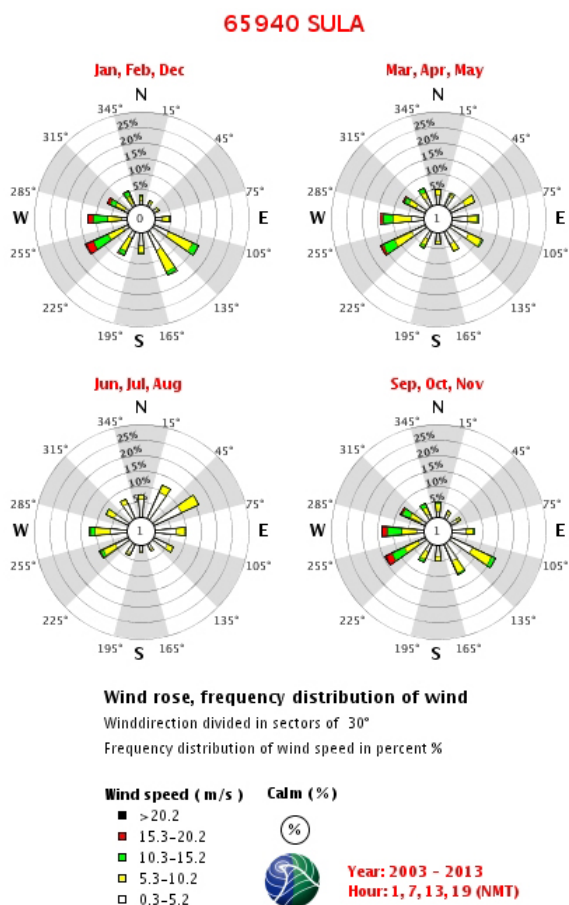 65940 SULA
Jan, Feb, Dec
N
345° 15°
315° 45°
25%
20%
15%
10%
5%
285° 75°
W 0 E
255° 105°
225° 135°
195° 165°
S
Mar, Apr, May
N
345° 15°
315° 45°
25%
20%
15%
10%
5%
285° 75°
W 1 E
255° 105°
225° 135°
195° 165°
S
Jun, Jul, Aug
N
345° 15°
315° 45°
25%
20%
15%
10%
5%
285° 75°
W 1 E
255° 105°
225° 135°
195° 165°
S
Sep, Oct, Nov
N
345° 15°
315° 45°
25%
20%
15%
10%
5%
285° 75°
W 1 E
255° 105°
225° 135°
195° 165°
S
Wind rose, frequency distribution of wind
Winddirection divided in sectors of 30°
Frequency distribution of wind speed in percent %
Wind speed ( m/s )
>20.2
15.3-20.2
10.3-15.2
5.3-10.2
0.3-5.2
Calm (%)
%
Year: 2003 - 2013
Hour: 1, 7, 13, 19 (NMT)